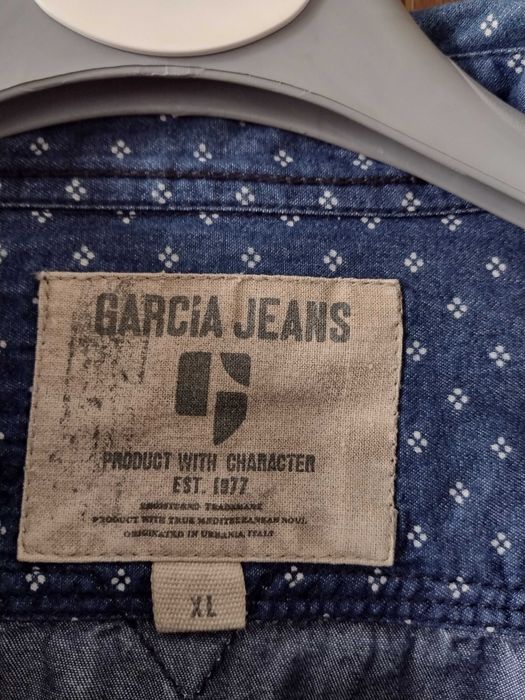 GARCiA JEANS
PRODUCT WITH CHARACTER
EST. 1977
REGISTERED TRADEMARK
PRODUCT WITH TRUE MEDITERRANEAN SOUL
ORIGINATED IN URBANIA, ITALY
XL